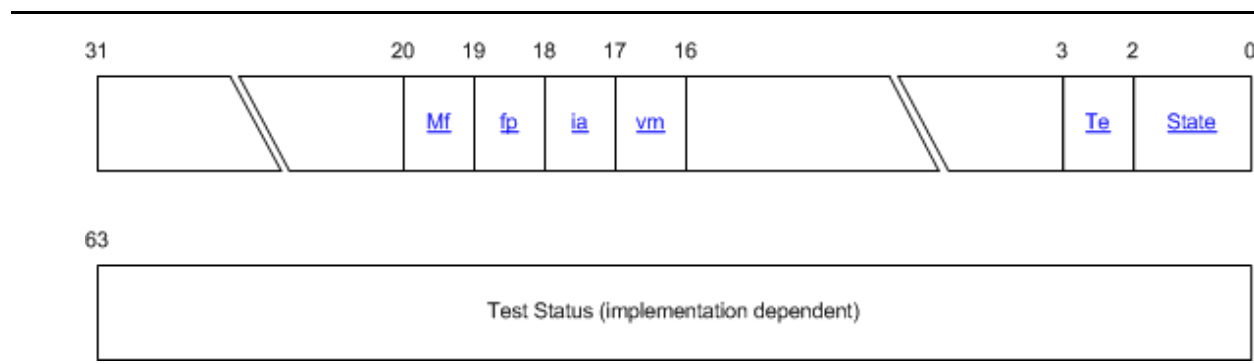 31 20 19 18 17 16 3 2 0
Mf fp ia vm Te State
63
Test Status (implementation dependent)